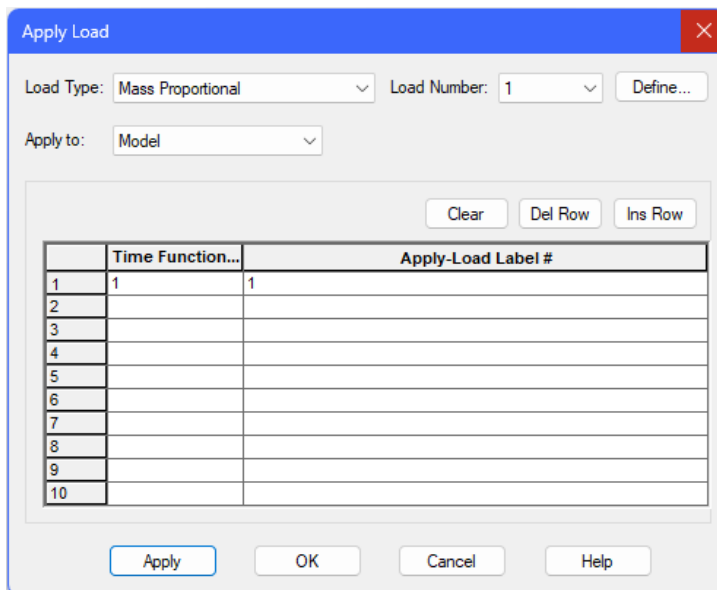 Apply Load
Load Type: Mass Proportional Load Number: 1 Define...
Apply to: Model
Clear Del Row Ins Row
Time Function... Apply-Load Label #
1 1 1
2
3
4
5
6
7
8
9
10
Apply OK Cancel Help